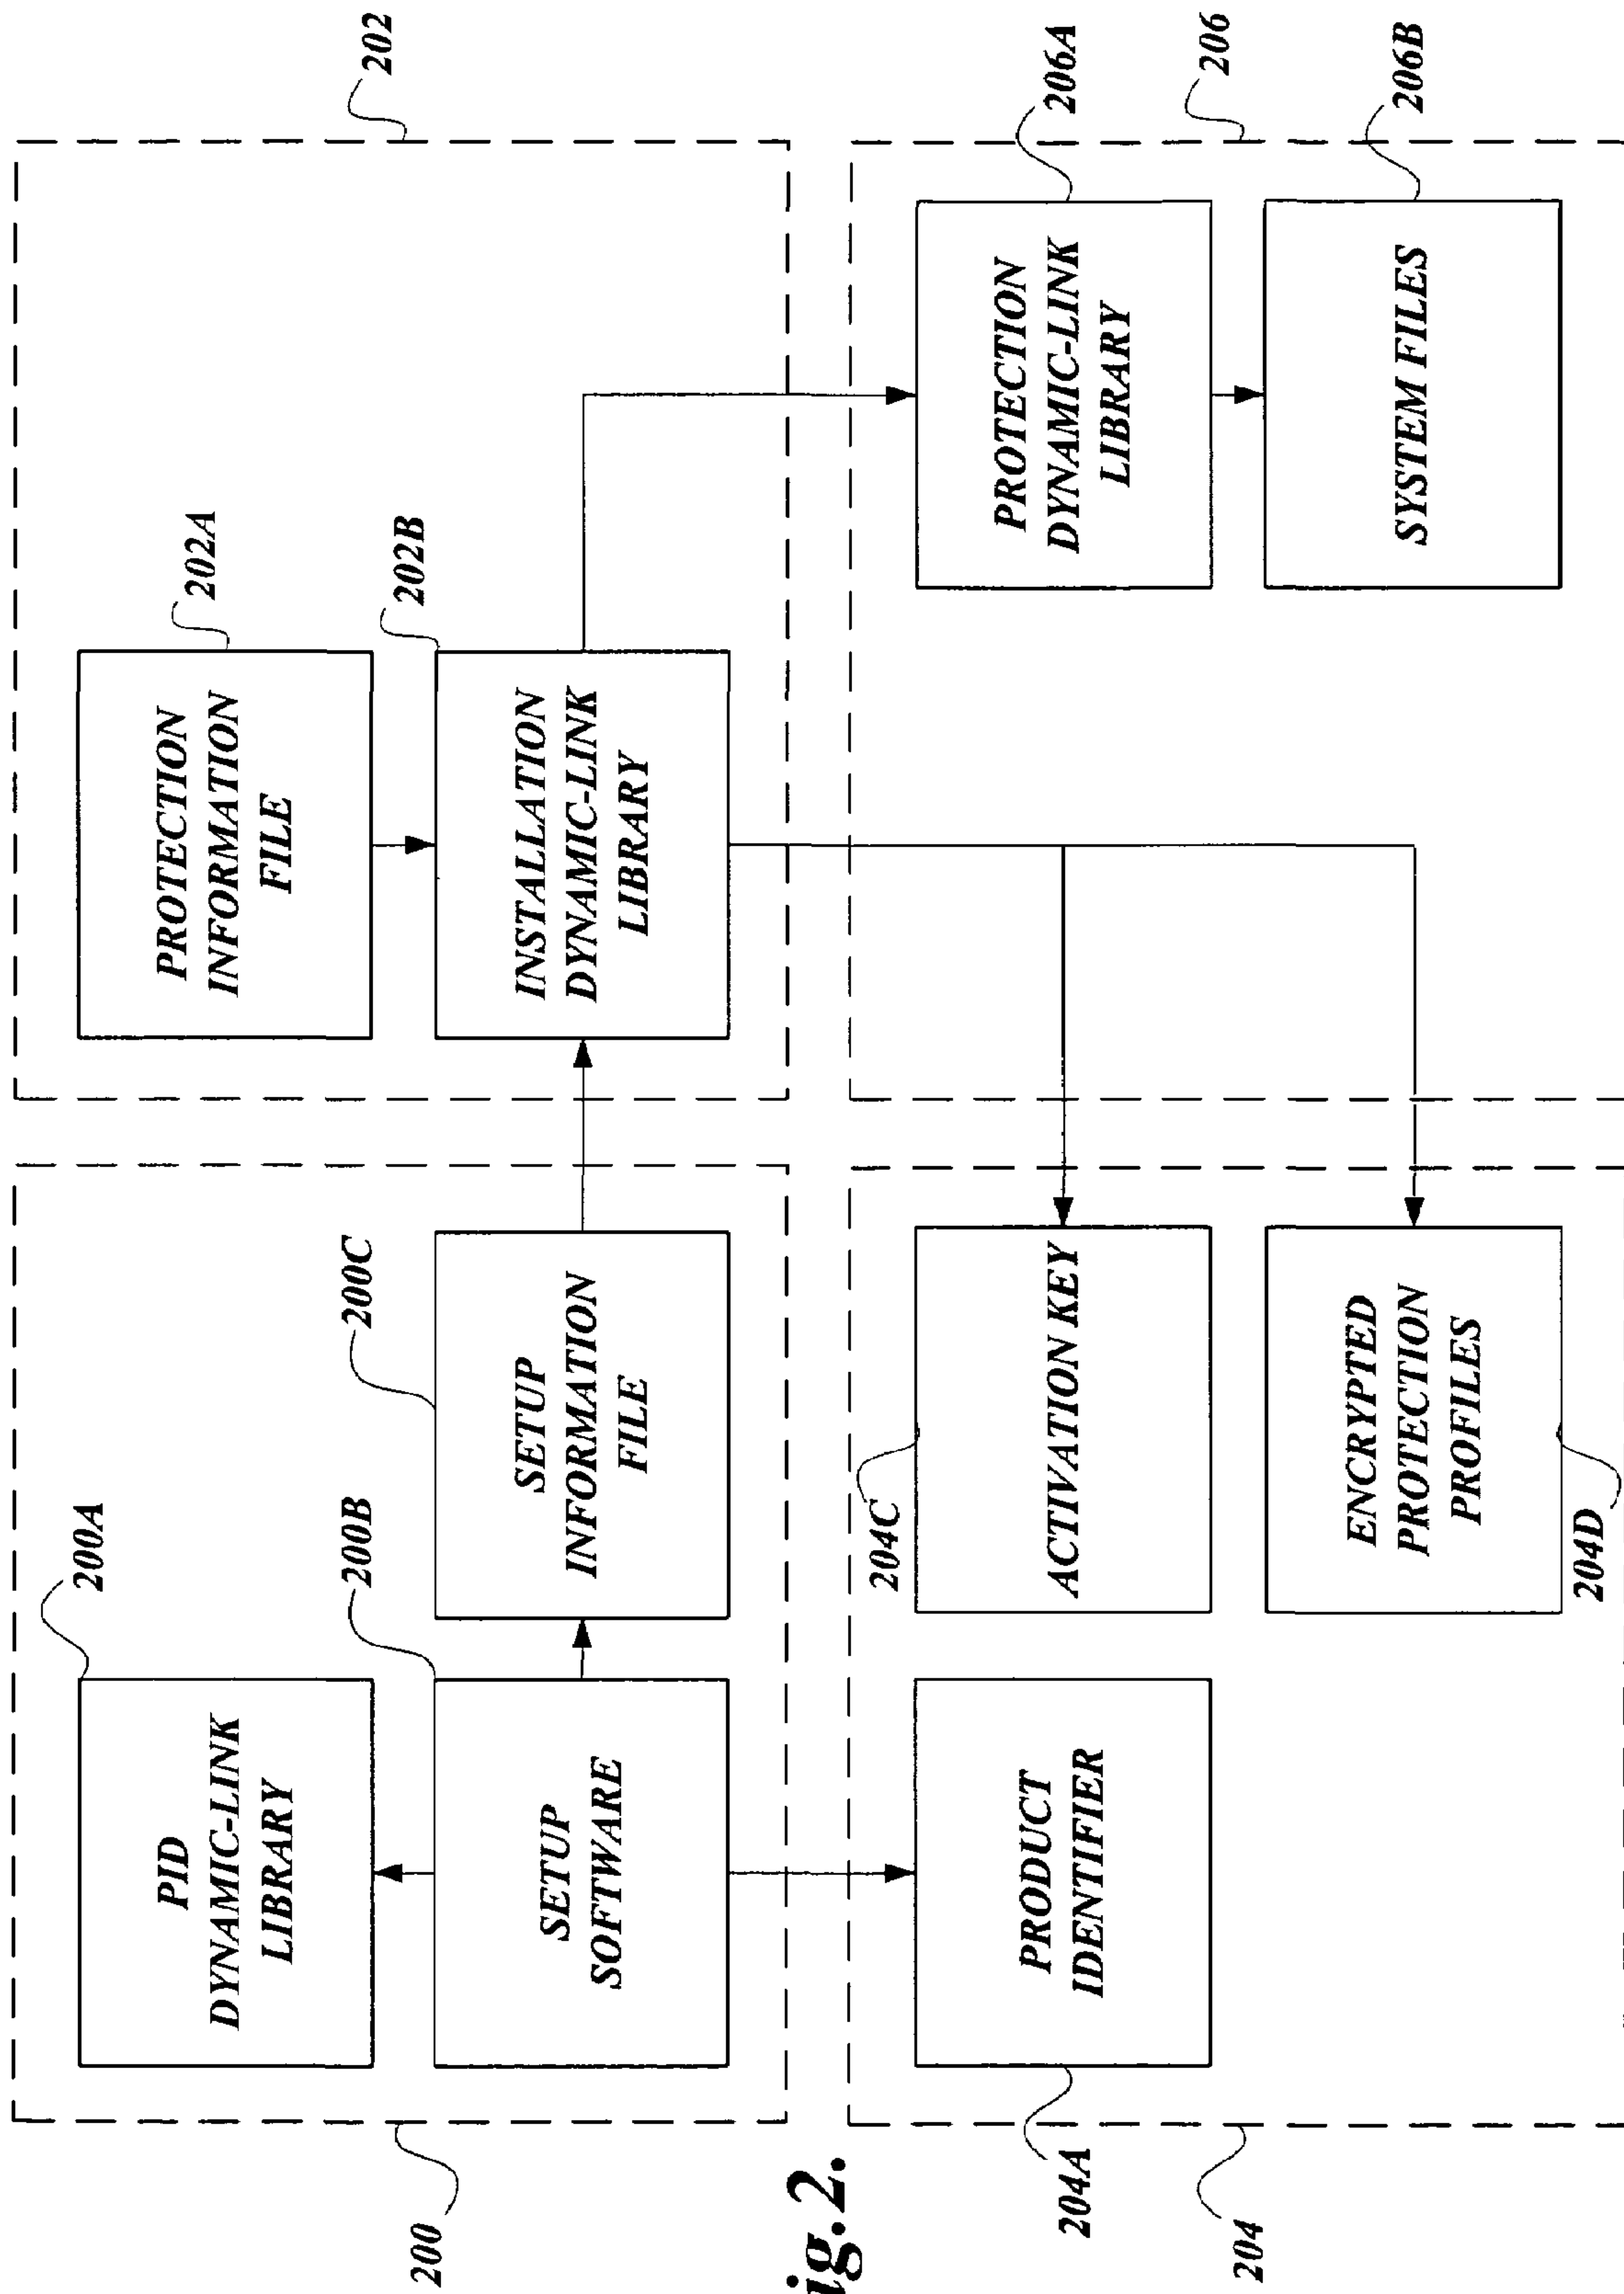 200
200A
PID
DYNAMIC-LINK
LIBRARY
200B
SETUP
SOFTWARE
200C
SETUP
INFORMATION
FILE
202
202A
PROTECTION
INFORMATION
FILE
202B
INSTALLATION
DYNAMIC-LINK
LIBRARY
204
204A
PRODUCT
IDENTIFIER
204C
ACTIVATION KEY
204D
ENCRYPTED
PROTECTION
PROFILES
206
206A
PROTECTION
DYNAMIC-LINK
LIBRARY
206B
SYSTEM FILES
ig.2.